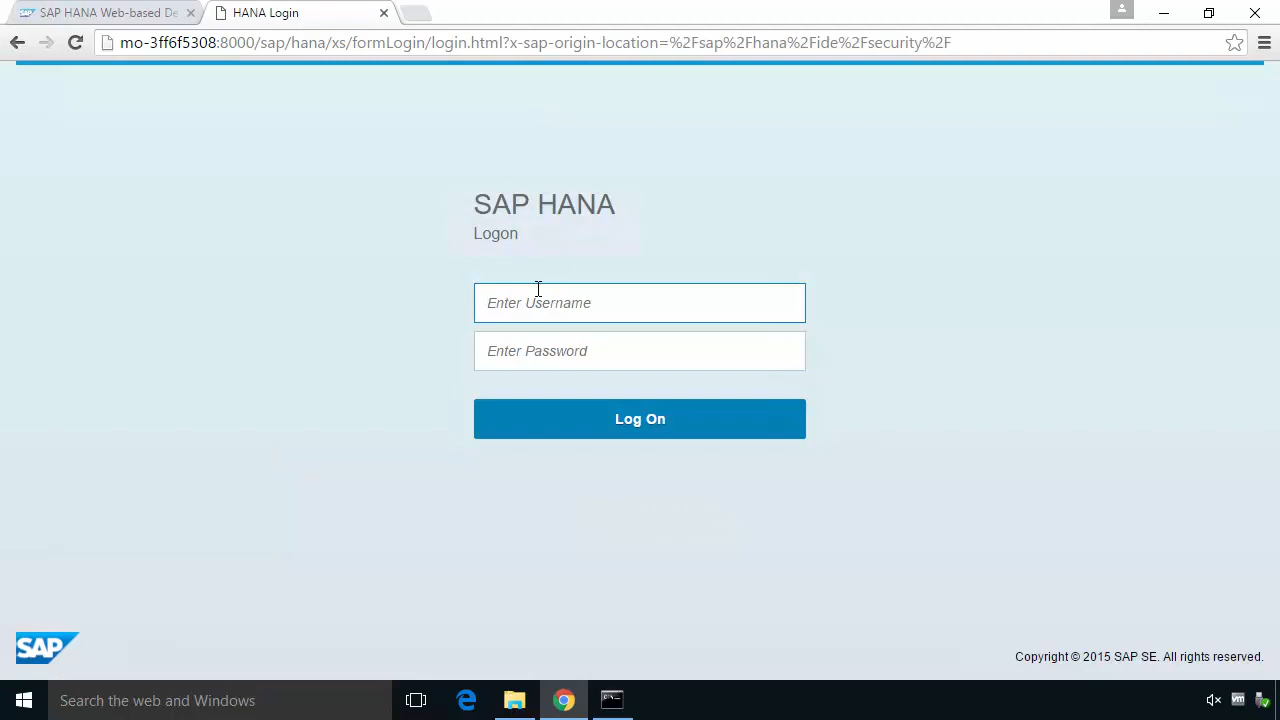 SAP HANA Web-based De
HANA Login
mo-3ff6f5308:8000/sap/hana/xs/formLogin/login.html?x-sap-origin-location=%2Fsap%2Fhana%2Fide%2Fsecurity%2F
SAP HANA
Logon
Enter Username
Enter Password
Log On
SAP
Copyright © 2015 SAP SE. All rights reserved.
Search the web and Windows